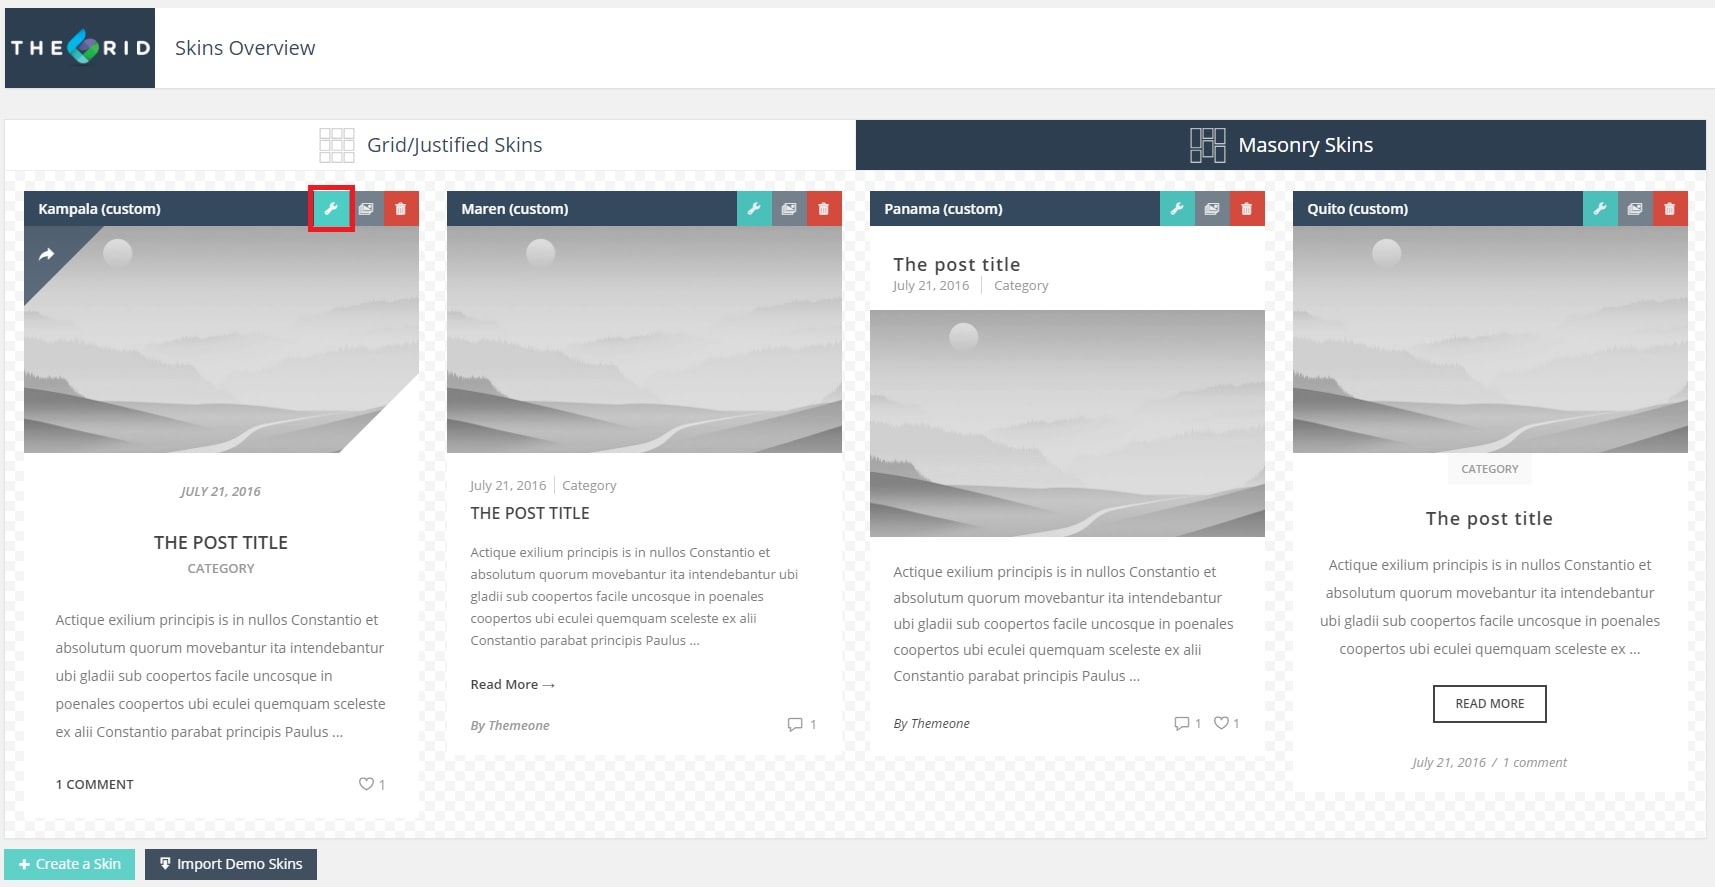 THE GRID
Skins Overview
Grid/Justified Skins
Masonry Skins
Kampala (custom)
JULY 21, 2016
THE POST TITLE
CATEGORY
Actique exilium principis is in nullos Constantio et
absolutum quorum movebantur ita intendebantur
ubi gladii sub coopertos facile uncosque in
poenales coopertos ubi eculei quemquam sceleste
ex alii Constantio parabat principis Paulus ...
1 COMMENT
1
Maren (custom)
July 21, 2016
Category
THE POST TITLE
Actique exilium principis is in nullos Constantio et
absolutum quorum movebantur ita intendebantur ubi
gladii sub coopertos facile uncosque in poenales
coopertos ubi eculei quemquam sceleste ex alii
Constantio parabat principis Paulus ...
Read More →
By Themeone
1
Panama (custom)
The post title
July 21, 2016
Category
Actique exilium principis is in nullos Constantio et
absolutum quorum movebantur ita intendebantur
ubi gladii sub coopertos facile uncosque in poenales
coopertos ubi eculei quemquam sceleste ex alii
Constantio parabat principis Paulus ...
By Themeone
1
1
Quito (custom)
CATEGORY
The post title
Actique exilium principis is in nullos Constantio et
absolutum quorum movebantur ita intendebantur
ubi gladii sub coopertos facile uncosque in poenales
coopertos ubi eculei quemquam sceleste ex ...
READ MORE
July 21, 2016 / 1 comment
Create a Skin
Import Demo Skins